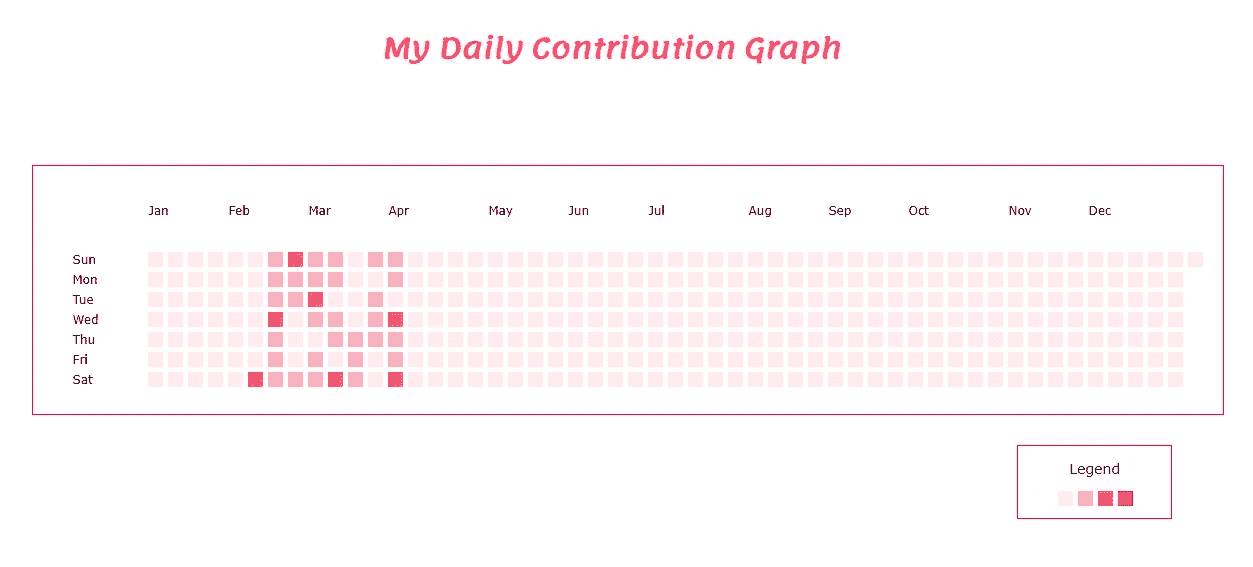 My Daily Contribution Graph
Jan Feb Mar Apr May Jun Jul Aug Sep Oct Nov Dec
Sun
Mon
Tue
Wed
Thu
Fri
Sat
Legend